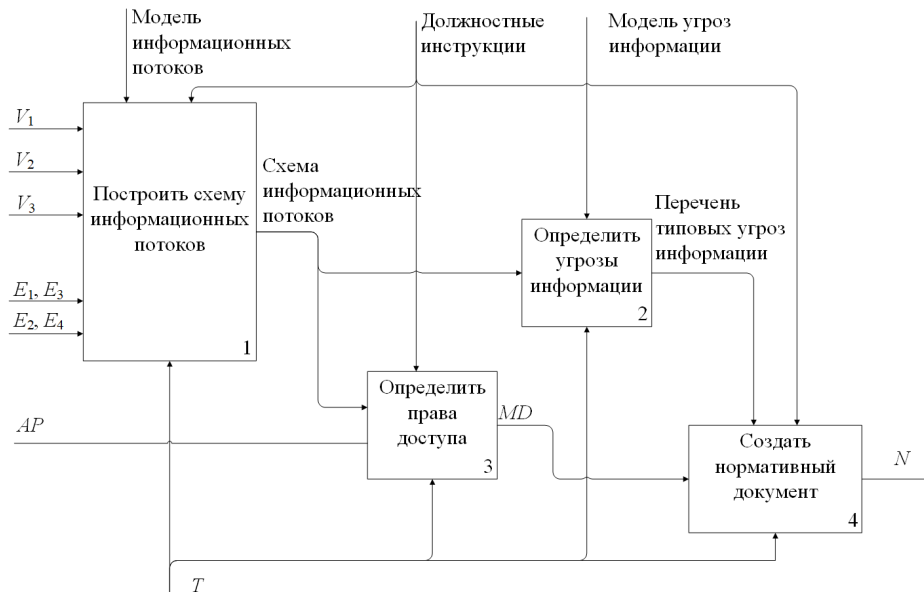 Модель
информационных
потоков
Должностные
инструкции
Модель угроз
информации
V1
V2
V3
E1, E3
E2, E4
Построить схему
информационных
потоков
1
Схема
информационных
потоков
Определить
угрозы
информации
2
Перечень
типовых угроз
информации
AP
Определить
права
доступа
3
MD
Создать
нормативный
документ
4
N
T